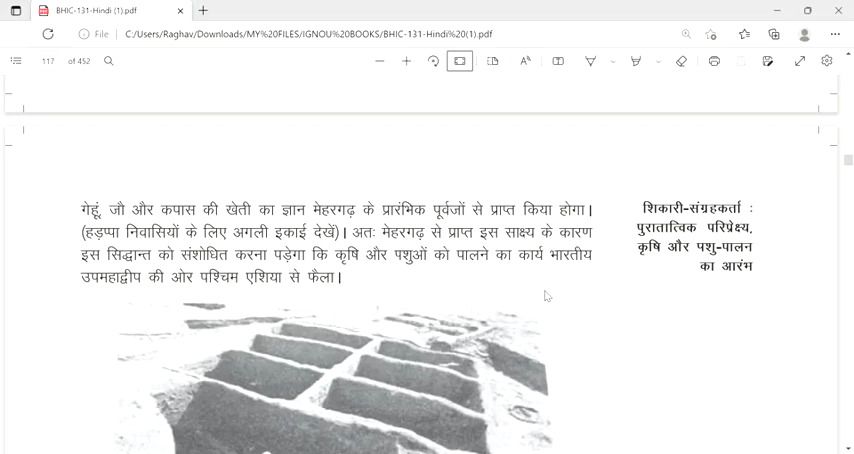 BHIC-131-Hindi (1).pdf
File
C:/Users/Raghav/Downloads/MY%20FILES/IGNOU%20BOOKS/BHIC-131-Hindi%20(1).pdf
117 of 452
गेहूं, जौ और कपास की खेती का ज्ञान मेहरगढ़ के प्रारंभिक पूर्वजों से प्राप्त किया होगा।
(हड़प्पा निवासियों के लिए अगली इकाई देखें)। अतः मेहरगढ़ से प्राप्त इस साक्ष्य के कारण
इस सिद्धान्त को संशोधित करना पड़ेगा कि कृषि और पशुओं को पालने का कार्य भारतीय
उपमहाद्वीप की ओर पश्चिम एशिया से फैला।
शिकारी-संग्रहकर्ता :
पुरातात्विक परिप्रेक्ष्य,
कृषि और पशु-पालन
का आरंभ